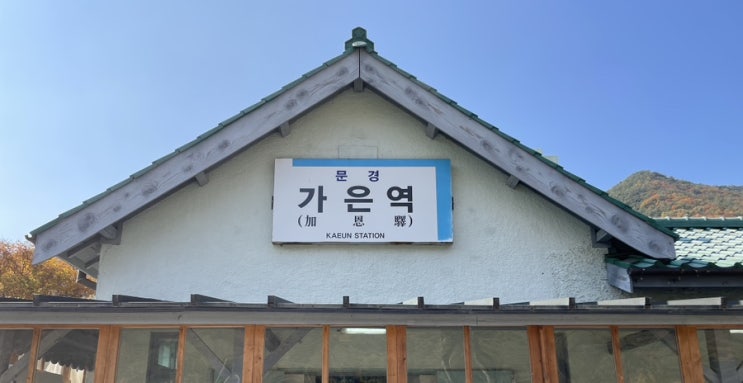 문 경
가 은 역
(加 恩 驛)
KAEUN STATION